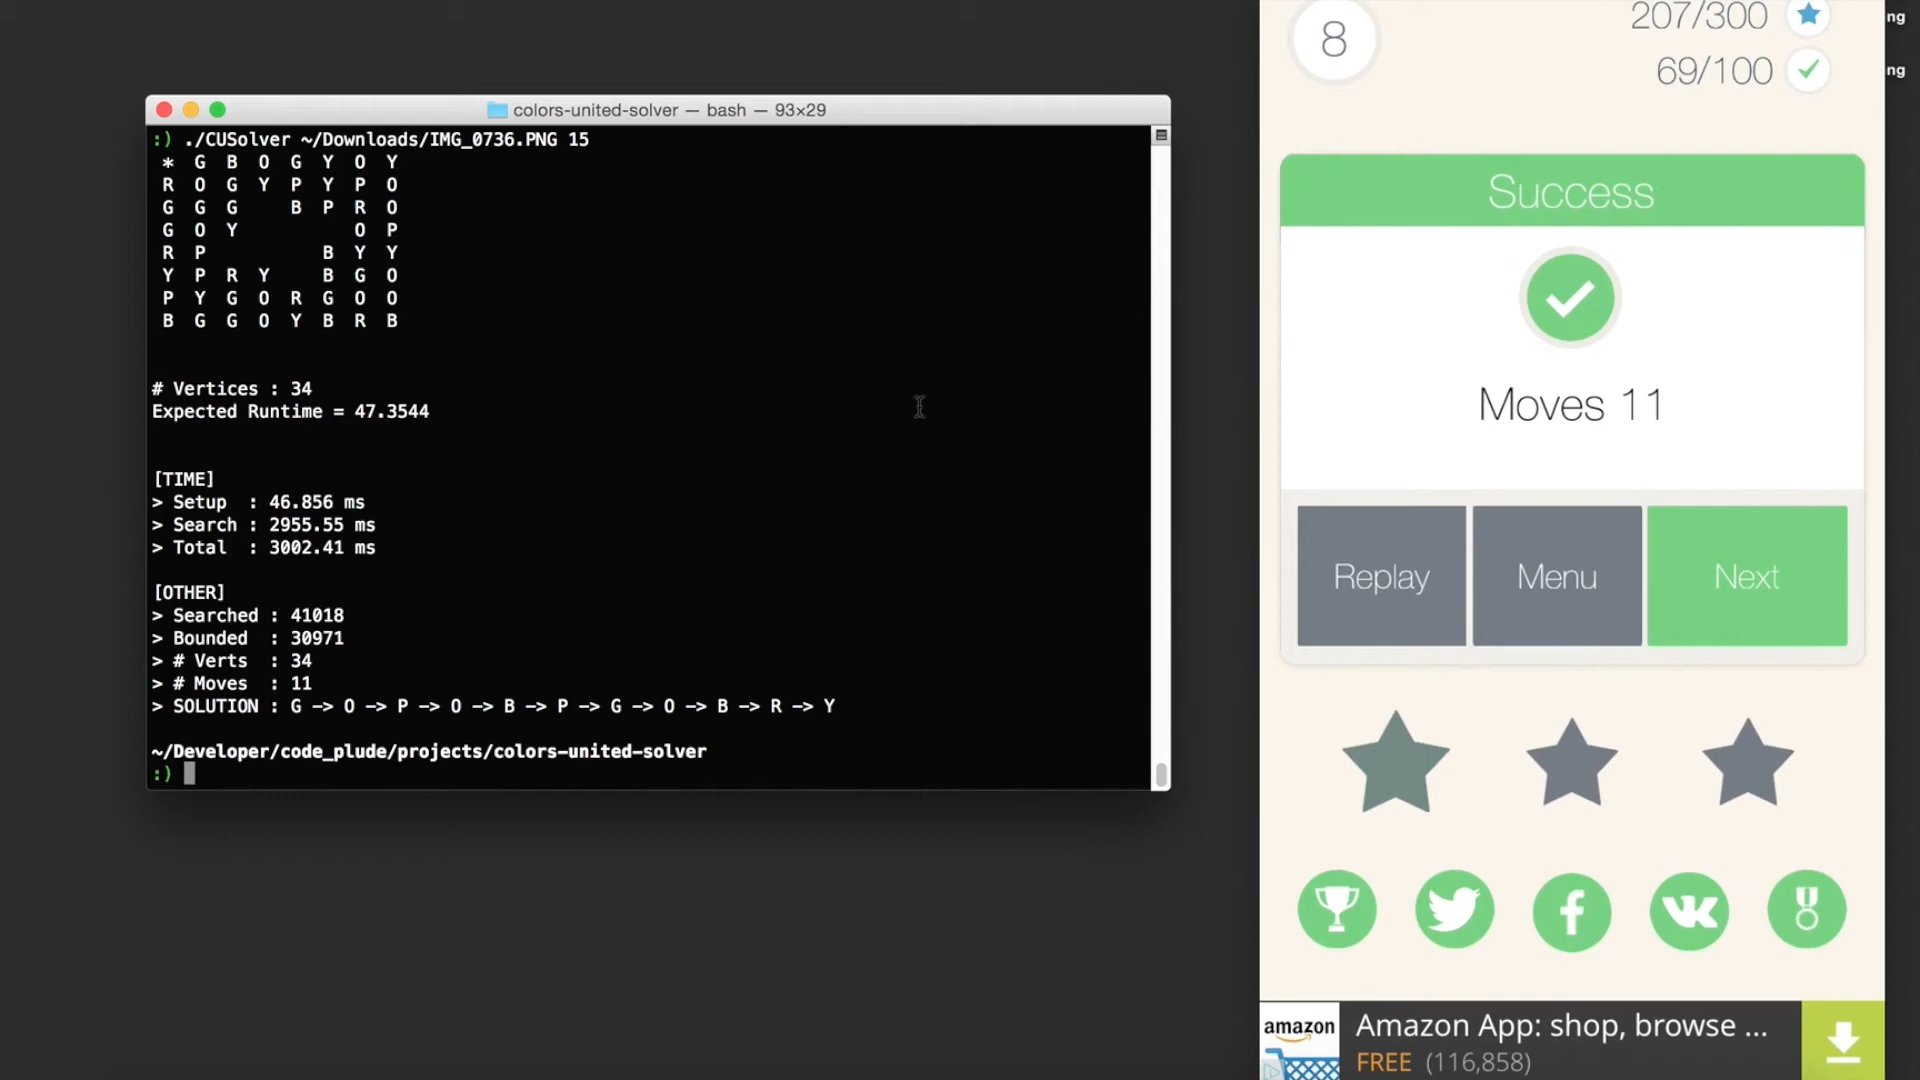 colors-united-solver — bash — 93×29
:) ./CUSolver ~/Downloads/IMG_0736.PNG 15
* G B O G Y O Y
R O G Y P Y P O
G G G   B P R O
G O Y       O P
R P       B Y Y
Y P R Y   B G O
P Y G O R G O O
B G G O Y B R B
# Vertices : 34
Expected Runtime = 47.3544
[TIME]
> Setup  : 46.856 ms
> Search : 2955.55 ms
> Total  : 3002.41 ms
[OTHER]
> Searched : 41018
> Bounded  : 30971
> # Verts  : 34
> # Moves  : 11
> SOLUTION : G -> O -> P -> O -> B -> P -> G -> O -> B -> R -> Y
~/Developer/code_plude/projects/colors-united-solver
:)
8
207/300
69/100
Success
Moves 11
Replay Menu Next
amazon
Amazon App: shop, browse ...
FREE (116,858)
ng
ng